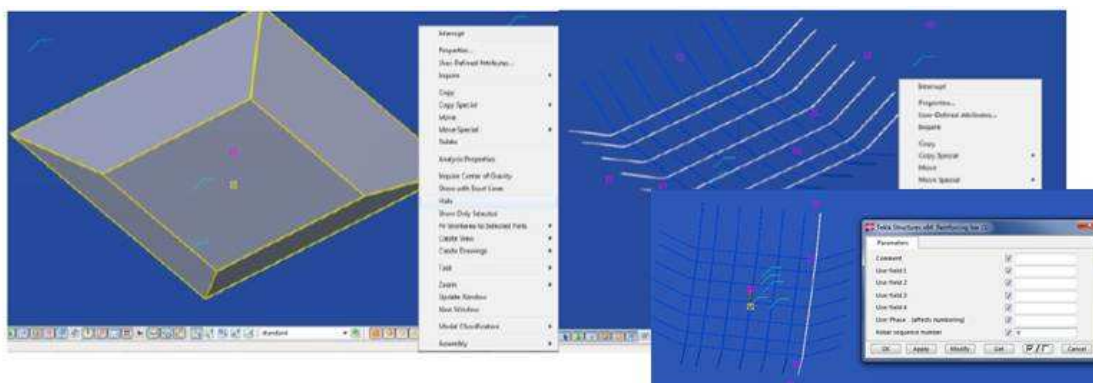 Interrupt
Properties...
User-Defined Attributes...
Inquire
Copy
Copy Special
Move
Move Special
Delete
Analysis Properties
Inquire Center of Gravity
Show with Exact Lines
Hide
Show Only Selected
Fit Workarea to Selected Parts
Create View
Create Drawings
Task
Zoom
Update Window
Next Window
Model Classification
Assembly
standard
Interrupt
Properties...
User-Defined Attributes...
Inquire
Copy
Copy Special
Move
Move Special
Tekla Structures x64 Reinforcing bar (1)
Parameters
Comment
User field 1
User field 2
User field 3
User field 4
User Phase (affects numbering)
Rebar sequence number
OK
Apply
Modify
Get
Cancel